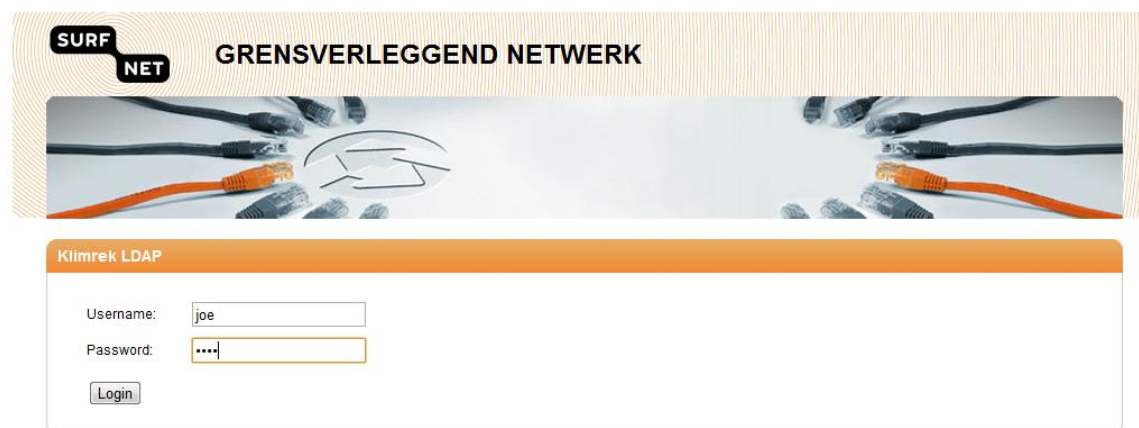 SURF
NET
GRENSVERLEGGEND NETWERK
Klimrek LDAP
Username: joe
Password: ••••
Login